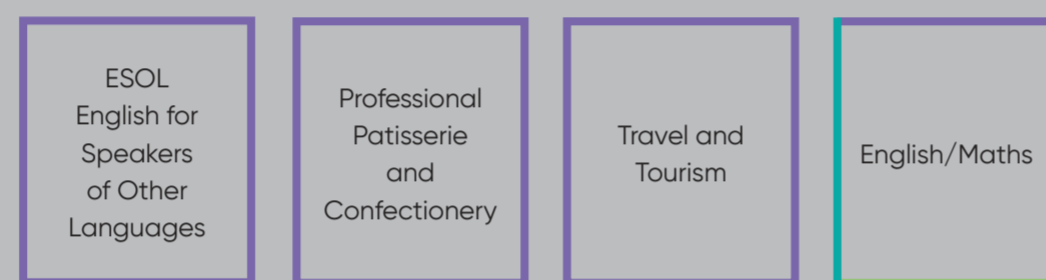 ESOL
English for
Speakers
of Other
Languages
Professional
Patisserie
and
Confectionery
Travel and
Tourism
English/Maths